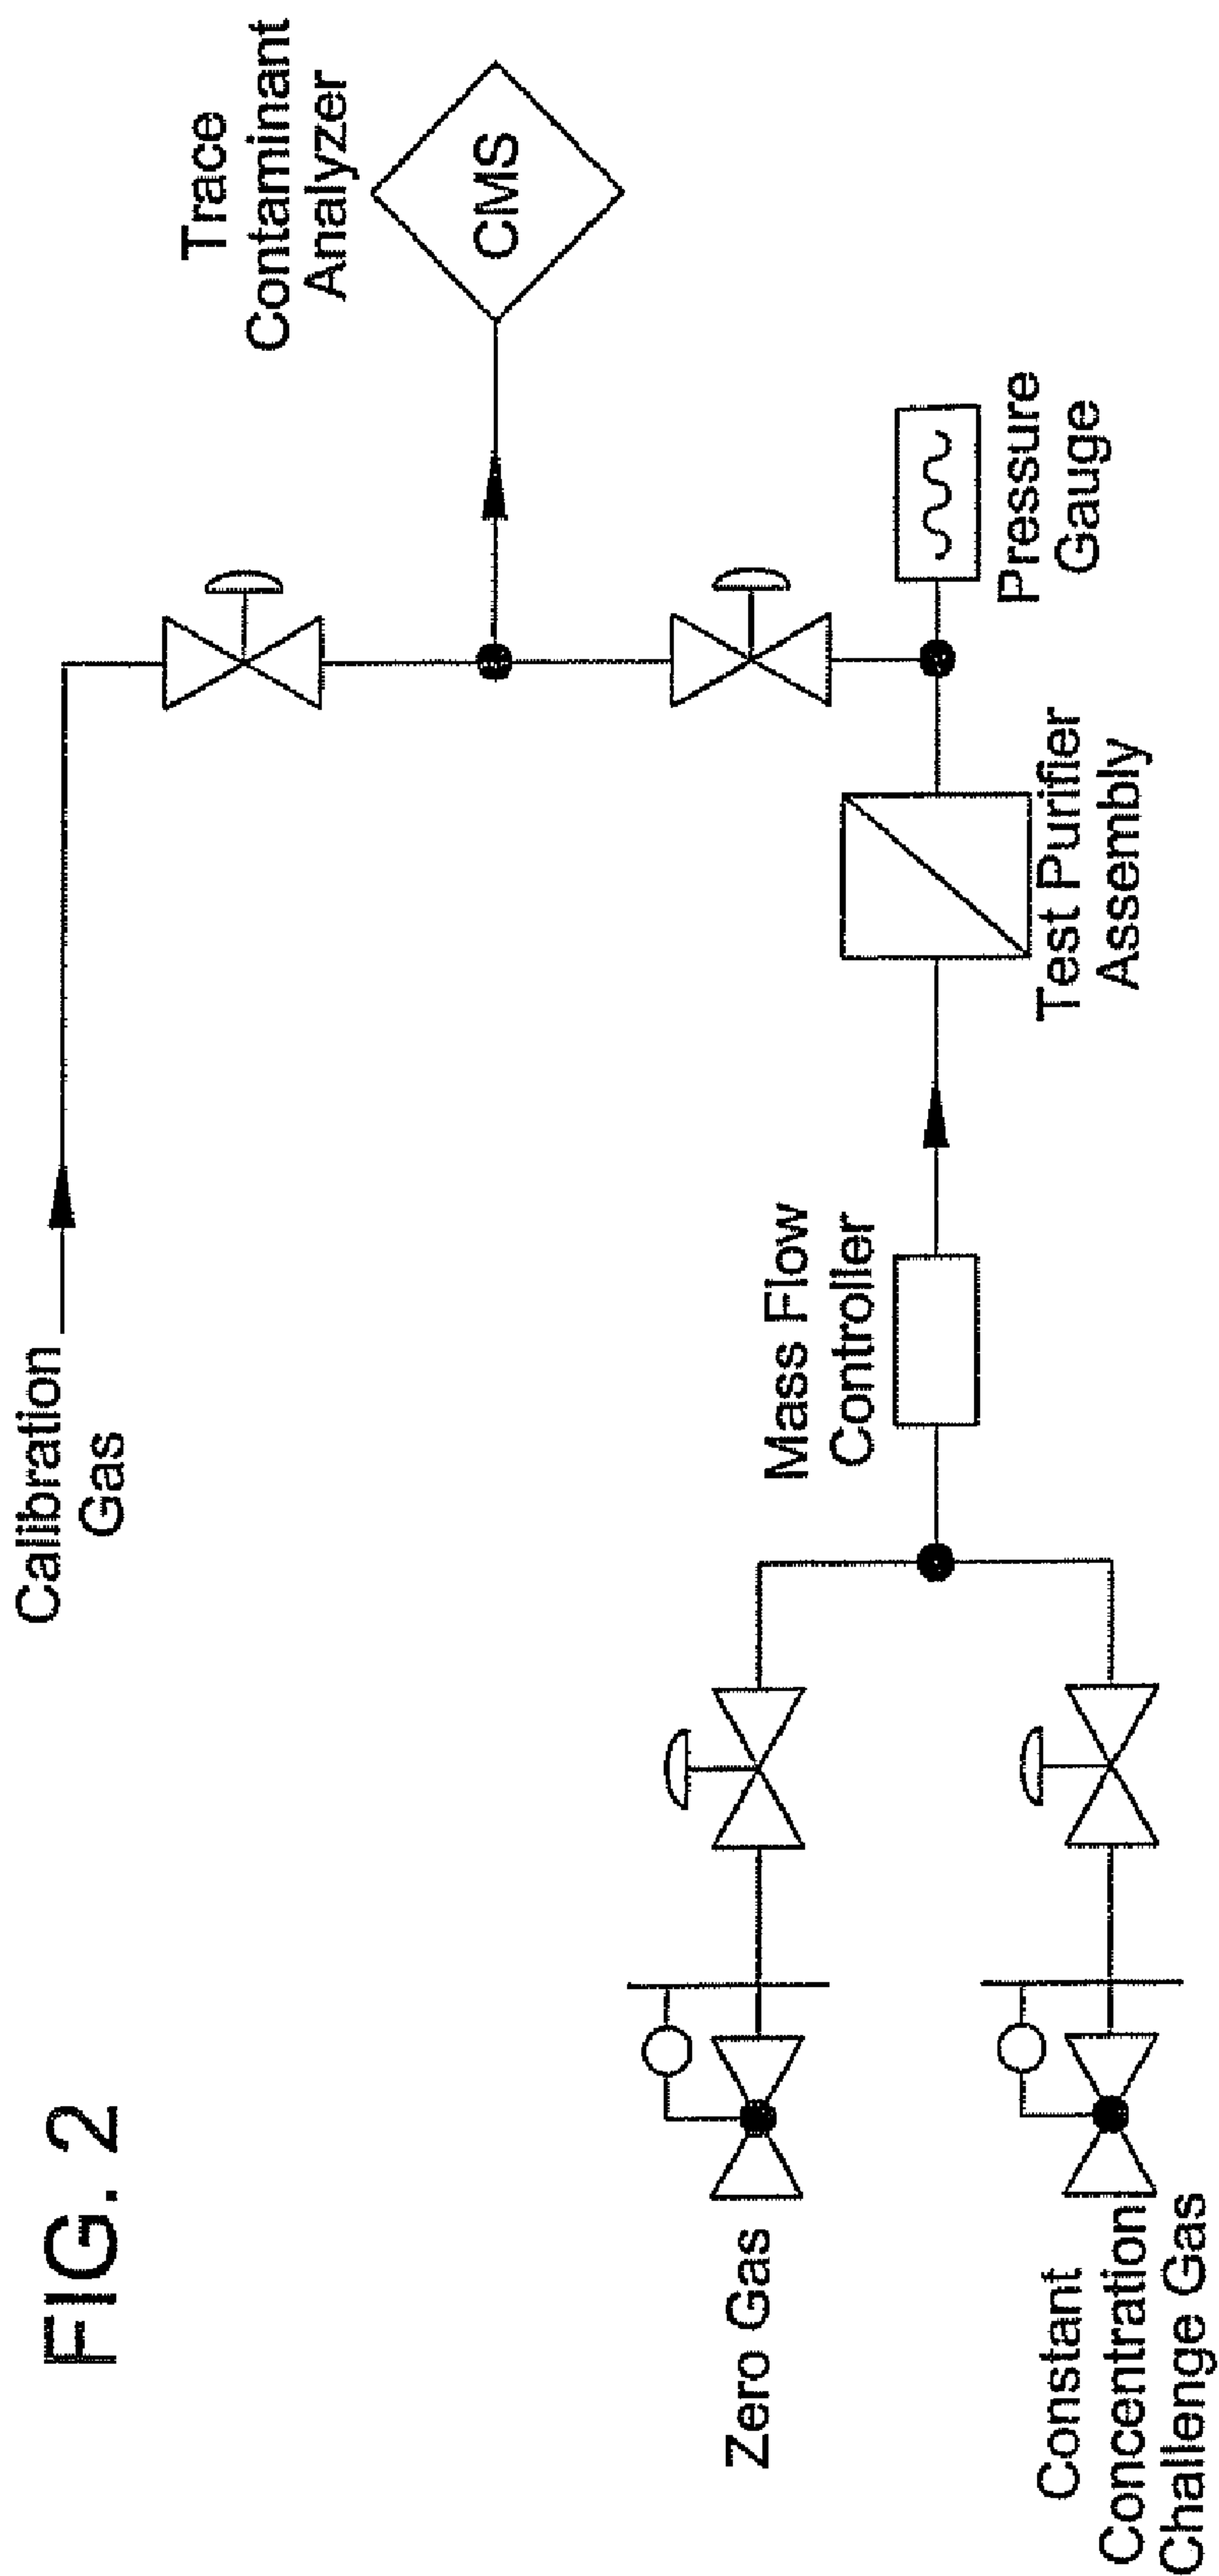 FIG. 2
Calibration
Gas
Trace
Contaminant
Analyzer
CMS
Pressure
Gauge
Test Purifier
Assembly
Mass Flow
Controller
Zero Gas
Constant
Concentration
Challenge Gas